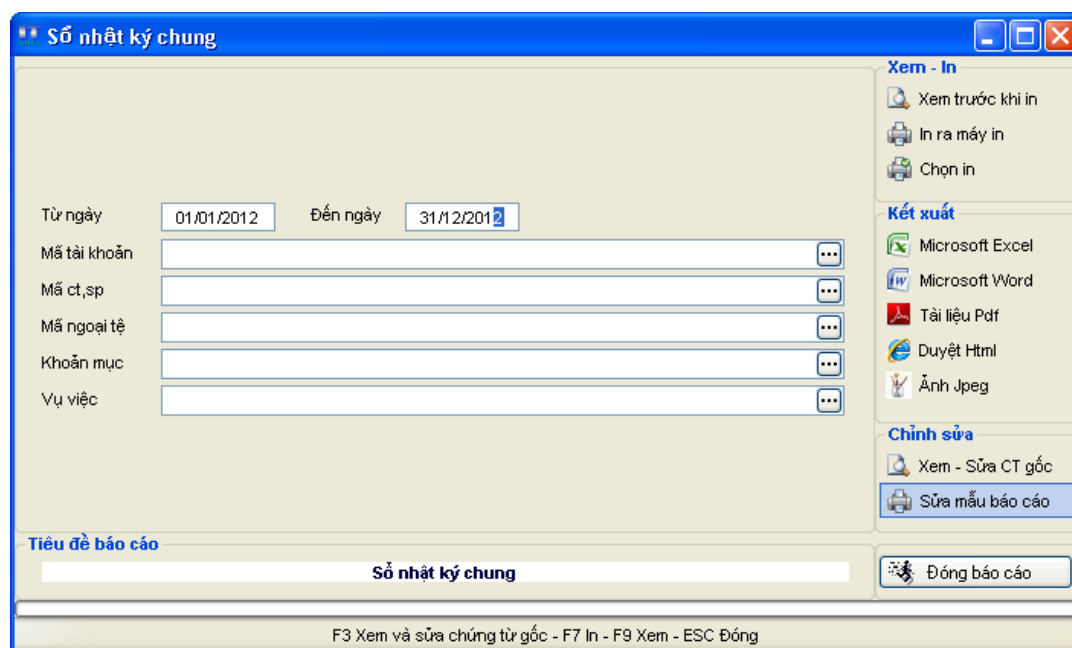 Sổ nhật ký chung
Xem - In
Xem trước khi in
In ra máy in
Chọn in
Từ ngày 01/01/2012 Đến ngày 31/12/2012
Mã tài khoản
Mã ct,sp
Mã ngoại tệ
Khoản mục
Vụ việc
Kết xuất
Microsoft Excel
Microsoft Word
Tài liệu Pdf
Duyệt Html
Ảnh Jpeg
Chỉnh sửa
Xem - Sửa CT gốc
Sửa mẫu báo cáo
Tiêu đề báo cáo
Sổ nhật ký chung
Đóng báo cáo
F3 Xem và sửa chứng từ gốc - F7 In - F9 Xem - ESC Đóng